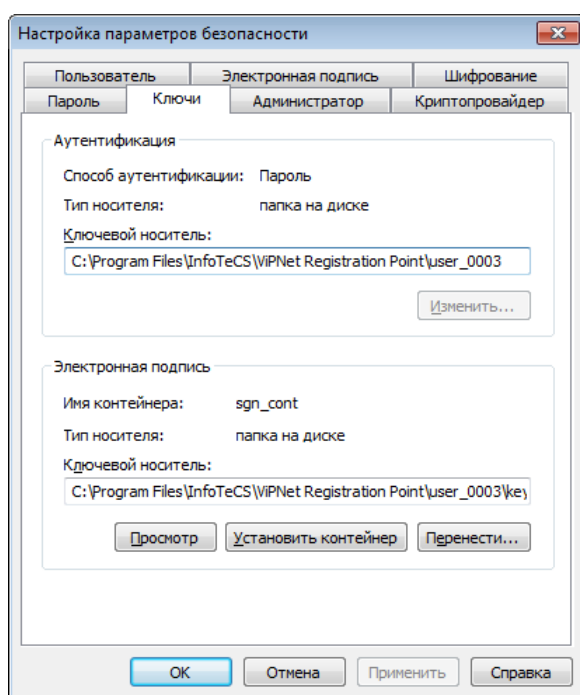 Настройка параметров безопасности
Пользователь Электронная подпись Шифрование
Пароль Ключи Администратор Криптопровайдер
Аутентификация
Способ аутентификации: Пароль
Тип носителя: папка на диске
Ключевой носитель:
C:\Program Files\InfoTeCS\ViPNet Registration Point\user_0003
Изменить...
Электронная подпись
Имя контейнера: sgn_cont
Тип носителя: папка на диске
Ключевой носитель:
C:\Program Files\InfoTeCS\ViPNet Registration Point\user_0003\key
Просмотр Установить контейнер Перенести...
ОК Отмена Применить Справка